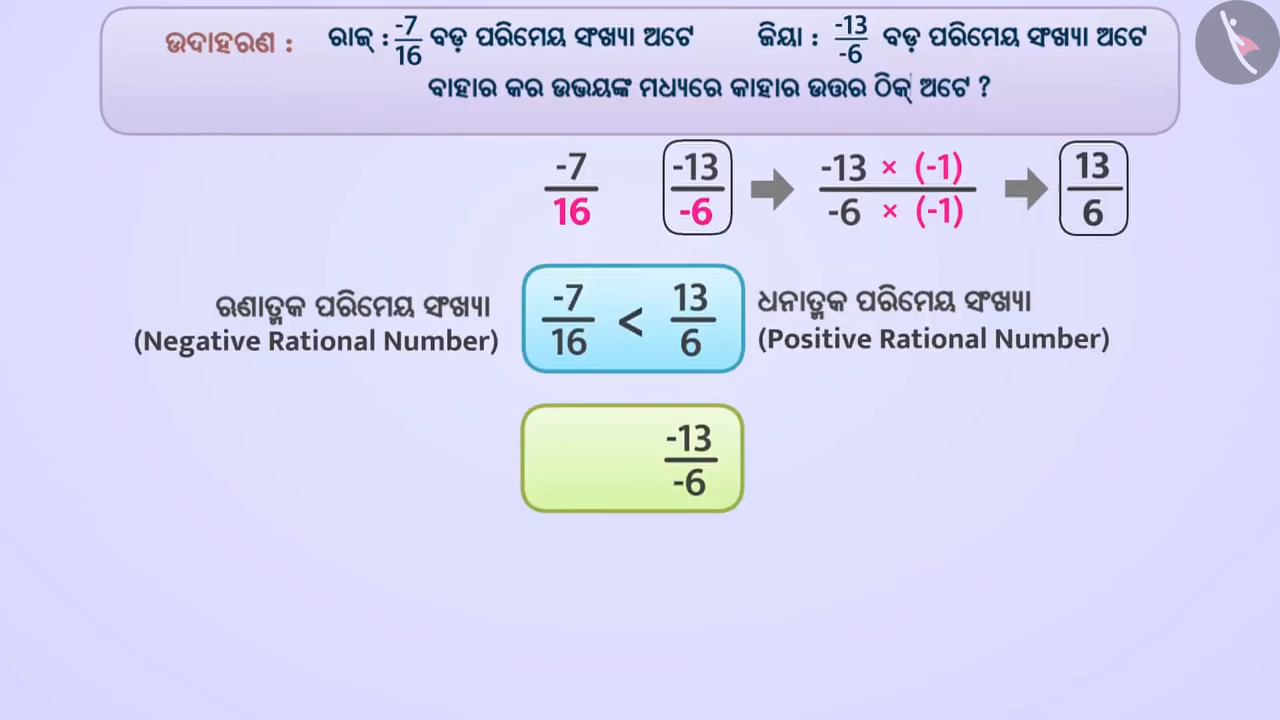 ଉଦାହରଣ : ରାକ୍ : -7/16 ବଡ଼ ପରିମେୟ ସଂଖ୍ୟା ଅଟେ ଜିୟା : -13/-6 ବଡ଼ ପରିମେୟ ସଂଖ୍ୟା ଅଟେ
ବାହାର କର ଉଭୟଙ୍କ ମଧ୍ୟରେ କାହାର ଉତ୍ତର ଠିକ୍ ଅଟେ ?
-7/16 -13/-6 -13 × (-1)/-6 × (-1) 13/6
ଋଣାତ୍ମକ ପରିମେୟ ସଂଖ୍ୟା
(Negative Rational Number)
-7/16 < 13/6
ଧନାତ୍ମକ ପରିମେୟ ସଂଖ୍ୟା
(Positive Rational Number)
-13/-6